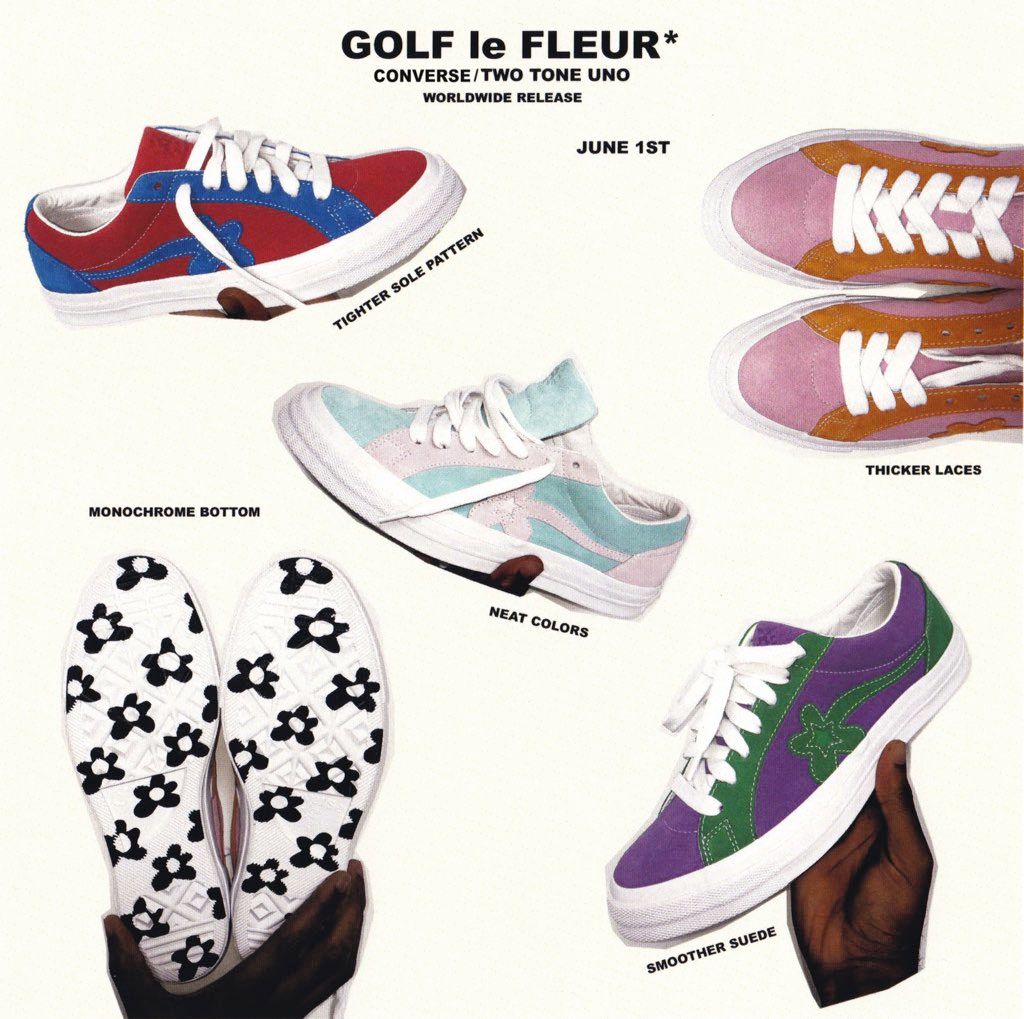 GOLF le FLEUR*
CONVERSE/TWO TONE UNO
WORLDWIDE RELEASE
JUNE 1ST
TIGHTER SOLE PATTERN
THICKER LACES
MONOCHROME BOTTOM
NEAT COLORS
SMOOTHER SUEDE